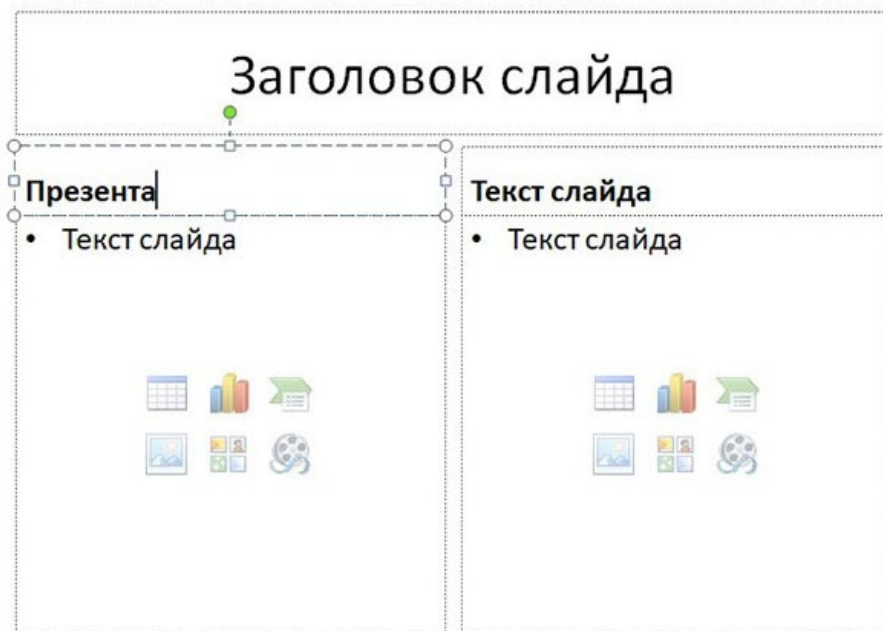 Заголовок слайда
Презента
Текст слайда
• Текст слайда
• Текст слайда